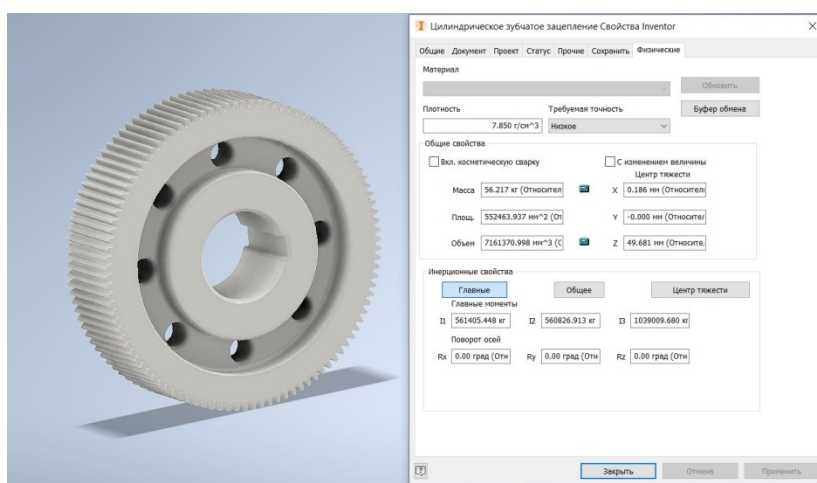 Цилиндрическое зубчатое зацепление Свойства Inventor
Общие Документ Проект Статус Прочие Сохранить Физические
Материал
Обновить
Плотность Требуемая точность Буфер обмена
7.850 г/см^3 Низкое
Общие свойства
Вкл. косметическую сварку С изменением величины
Центр тяжести
Масса 56.217 кг (Относител X 0.186 мм (Относител
Площ. 552463.937 мм^2 (От Y -0.000 мм (Относител
Объем 7161370.998 мм^3 (С Z 49.681 мм (Относите.
Инерционные свойства
Главные Общее Центр тяжести
Главные моменты
I1 561405.448 кг I2 560826.913 кг I3 1039009.680 кг
Поворот осей
Rx 0.00 град (Отн Ry 0.00 град (Отн Rz 0.00 град (Отн
Закрыть Отмена Применить